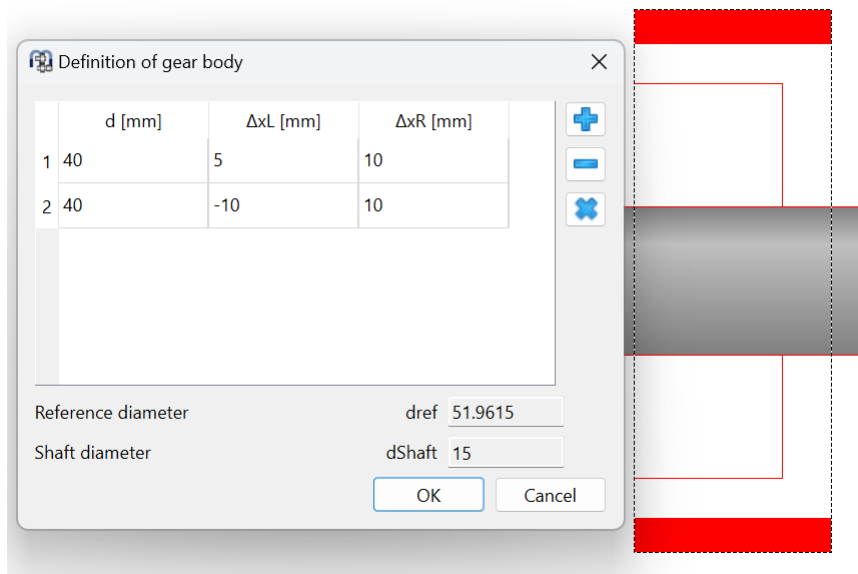 Definition of gear body
d [mm] ΔxL [mm] ΔxR [mm]
1 40 5 10
2 40 -10 10
Reference diameter dref 51.9615
Shaft diameter dShaft 15
OK Cancel